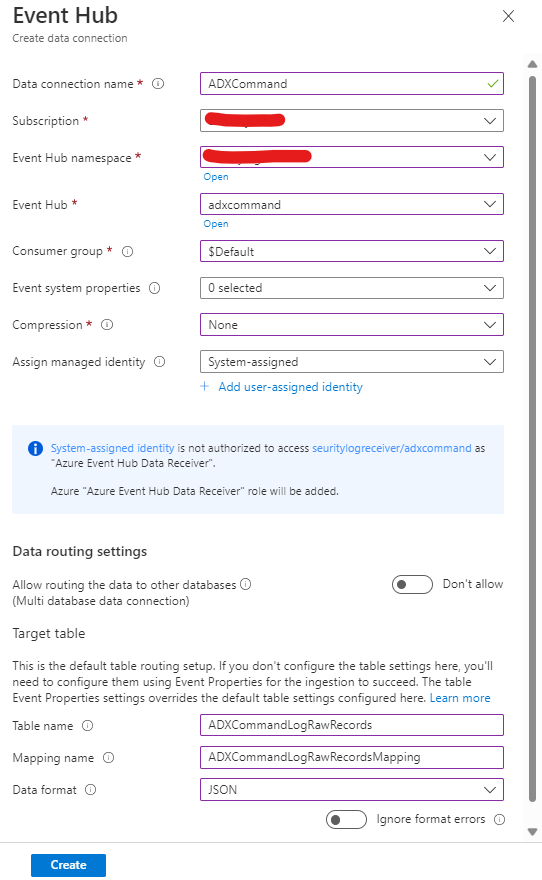 Event Hub
Create data connection
Data connection name *
ADXCommand
Subscription *
Event Hub namespace *
Open
Event Hub *
adxcommand
Open
Consumer group *
$Default
Event system properties
0 selected
Compression *
None
Assign managed identity
System-assigned
+ Add user-assigned identity
System-assigned identity is not authorized to access seuritylogreceiver/adxcommand as
"Azure Event Hub Data Receiver".
Azure "Azure Event Hub Data Receiver" role will be added.
Data routing settings
Allow routing the data to other databases
(Multi database data connection)
Don't allow
Target table
This is the default table routing setup. If you don't configure the table settings here, you'll
need to configure them using Event Properties for the ingestion to succeed. The table
Event Properties settings overrides the default table settings configured here. Learn more
Table name
ADXCommandLogRawRecords
Mapping name
ADXCommandLogRawRecordsMapping
Data format
JSON
Ignore format errors
Create